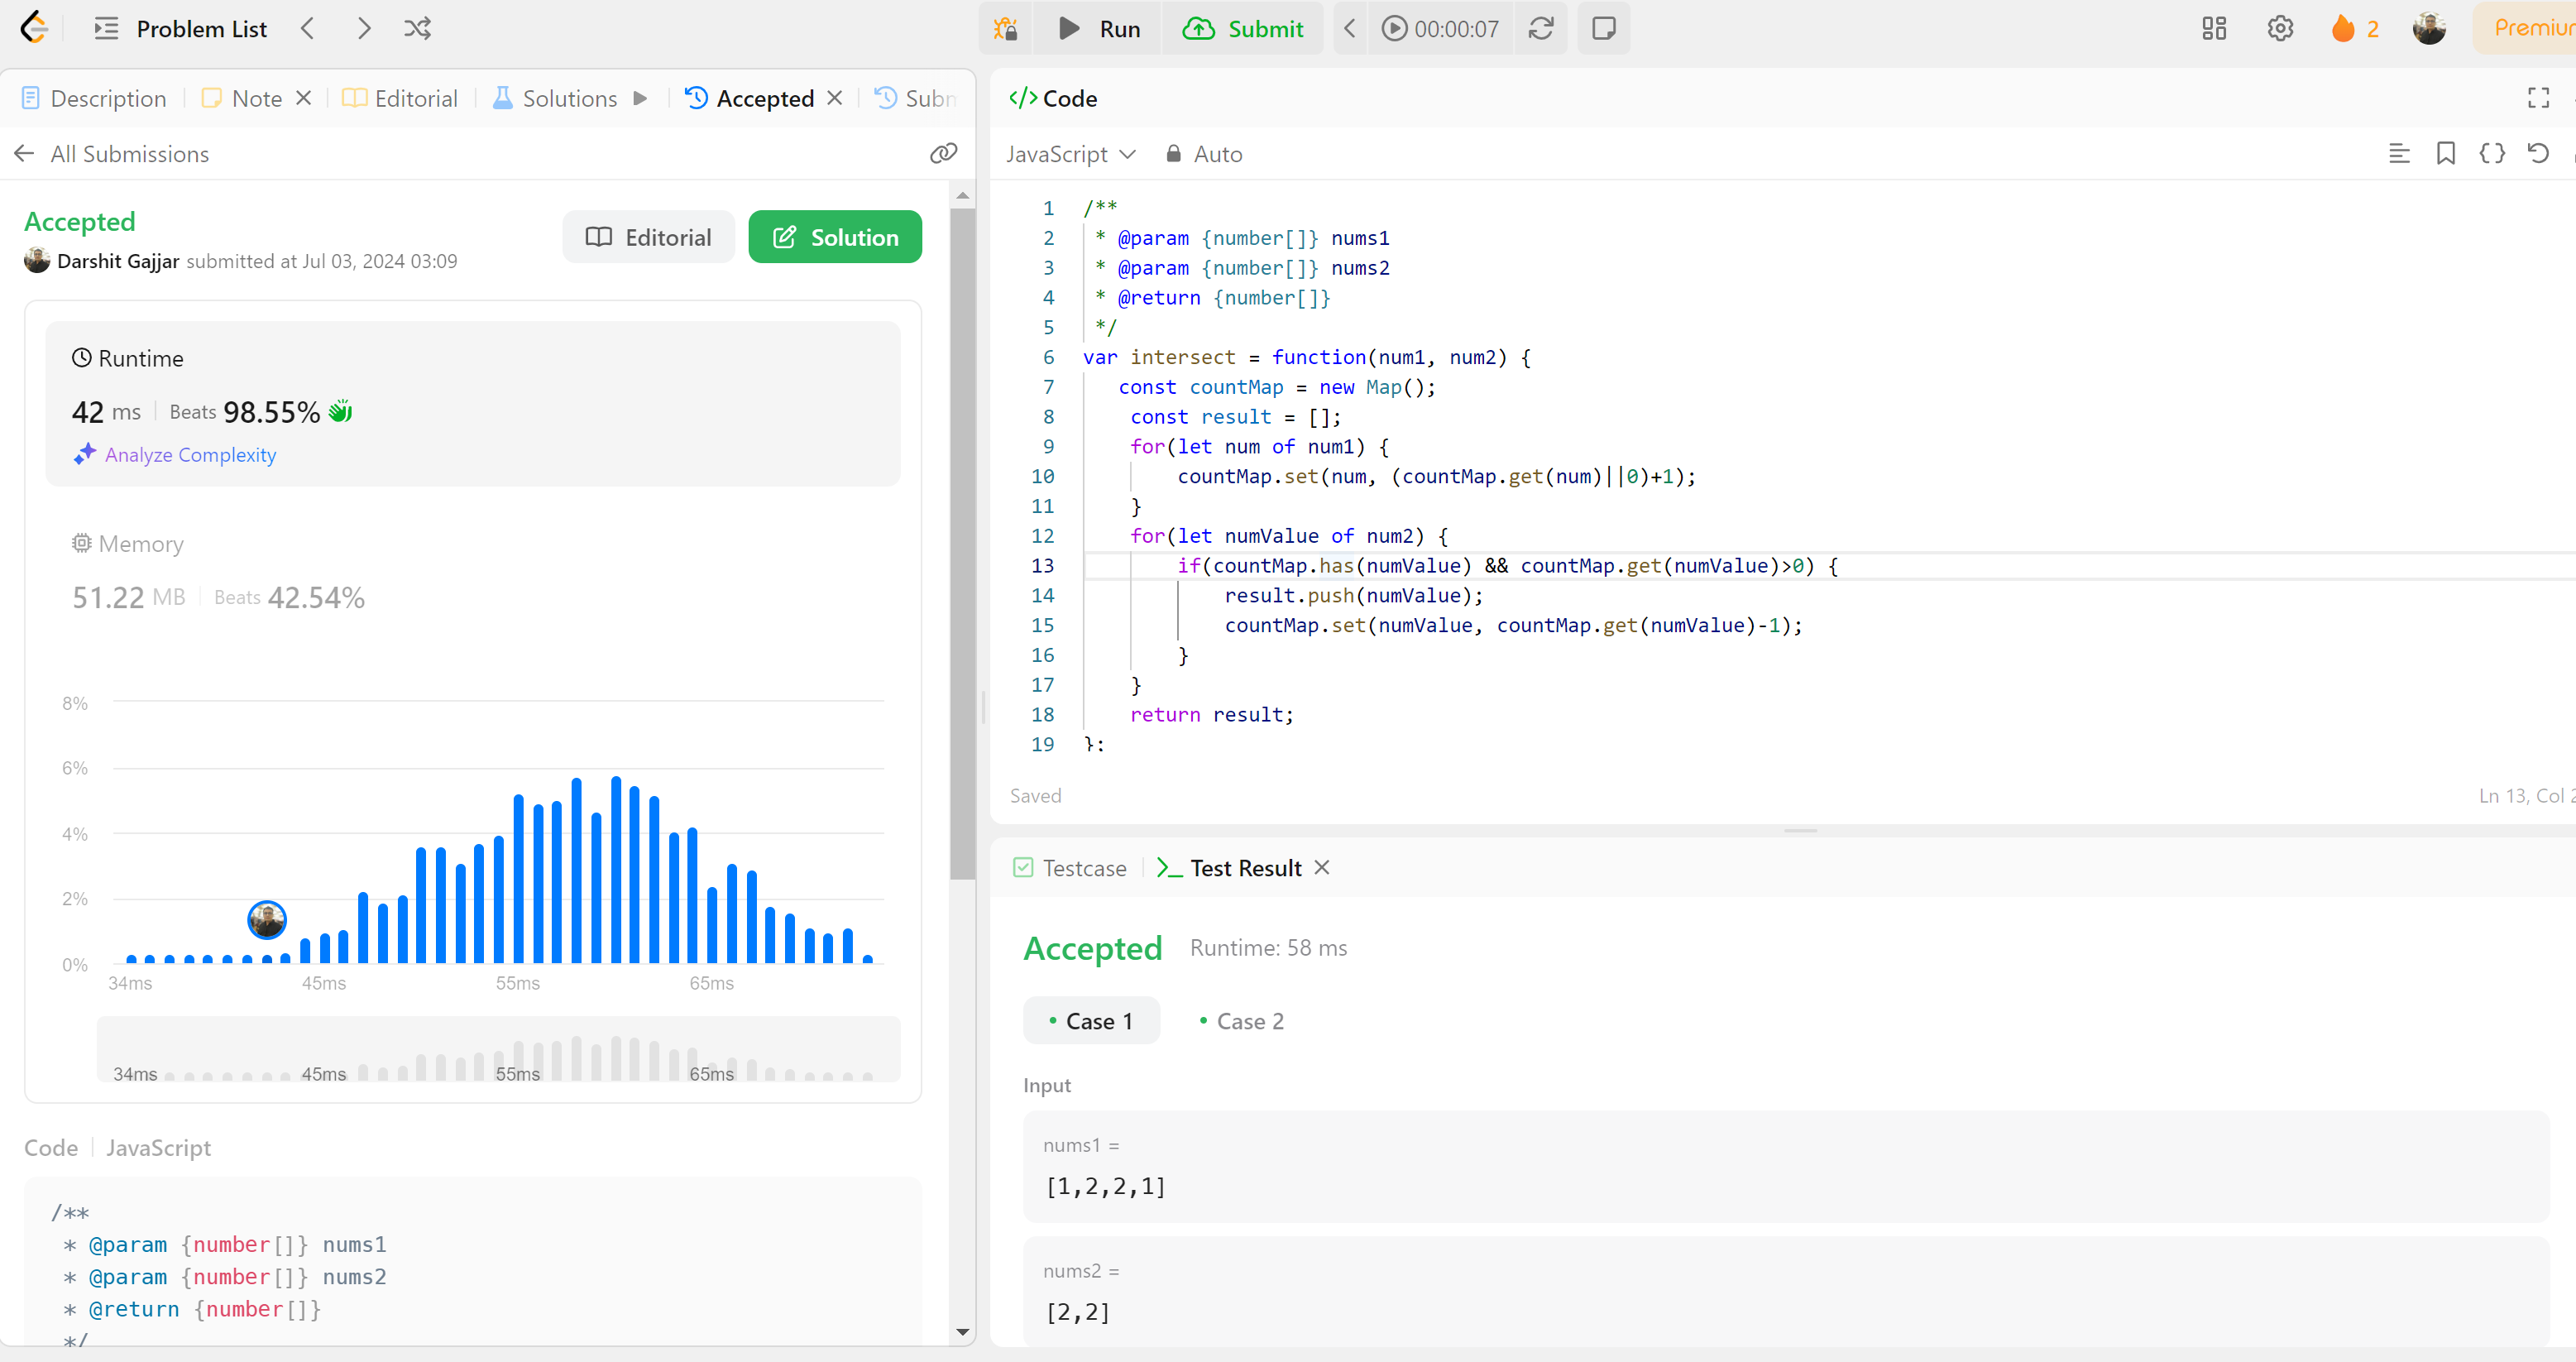 Problem List
Run
Submit
00:00:07
2
Description
Note
Editorial
Solutions
Accepted
All Submissions
Accepted
Editorial
Solution
Darshit Gajjar submitted at Jul 03, 2024 03:09
Runtime
42 ms Beats 98.55%
Analyze Complexity
Memory
51.22 MB Beats 42.54%
8%
6%
4%
2%
0%
34ms 45ms 55ms 65ms
34ms 45ms 55ms 65ms
Code JavaScript
/**
* @param {number[]} nums1
* @param {number[]} nums2
* @return {number[]}
*/
</> Code
JavaScript Auto
1 /**
2 * @param {number[]} nums1
3 * @param {number[]} nums2
4 * @return {number[]}
5 */
6 var intersect = function(num1, num2) {
7 const countMap = new Map();
8 const result = [];
9 for(let num of num1) {
10 countMap.set(num, (countMap.get(num)||0)+1);
11 }
12 for(let numValue of num2) {
13 if(countMap.has(numValue) && countMap.get(numValue)>0) {
14 result.push(numValue);
15 countMap.set(numValue, countMap.get(numValue)-1);
16 }
17 }
18 return result;
19 };
Saved
Ln 13, Col
Testcase
Test Result
Accepted Runtime: 58 ms
Case 1
Case 2
Input
nums1 =
[1,2,2,1]
nums2 =
[2,2]